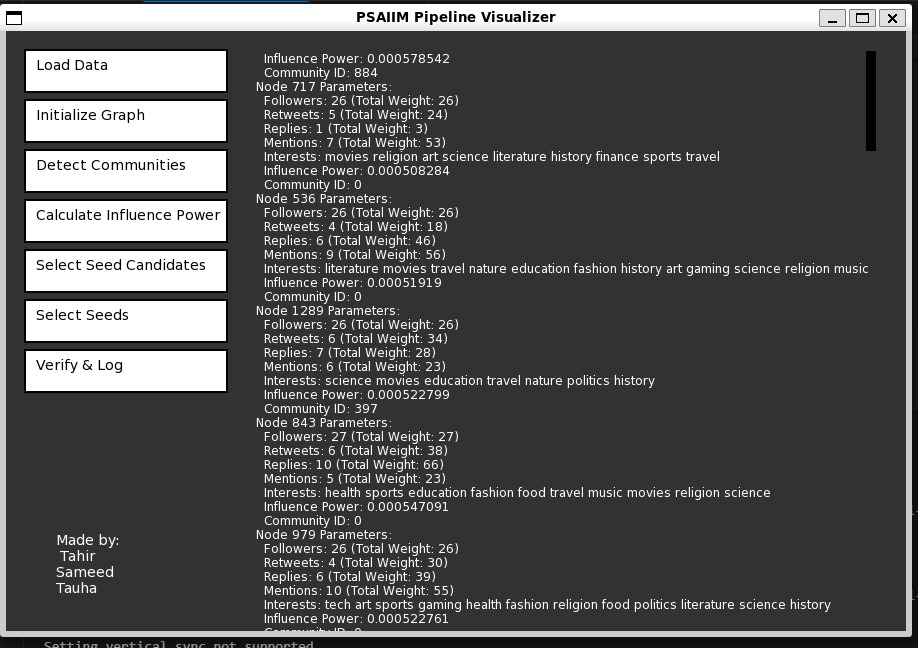 PSAIIM Pipeline Visualizer
Load Data
Initialize Graph
Detect Communities
Calculate Influence Power
Select Seed Candidates
Select Seeds
Verify & Log
Made by:
Tahir
Sameed
Tauha
Influence Power: 0.000578542
Community ID: 884
Node 717 Parameters:
Followers: 26 (Total Weight: 26)
Retweets: 5 (Total Weight: 24)
Replies: 1 (Total Weight: 3)
Mentions: 7 (Total Weight: 53)
Interests: movies religion art science literature history finance sports travel
Influence Power: 0.000508284
Community ID: 0
Node 536 Parameters:
Followers: 26 (Total Weight: 26)
Retweets: 4 (Total Weight: 18)
Replies: 6 (Total Weight: 46)
Mentions: 9 (Total Weight: 56)
Interests: literature movies travel nature education fashion history art gaming science religion music
Influence Power: 0.00051919
Community ID: 0
Node 1289 Parameters:
Followers: 26 (Total Weight: 26)
Retweets: 6 (Total Weight: 34)
Replies: 7 (Total Weight: 28)
Mentions: 6 (Total Weight: 23)
Interests: science movies education travel nature politics history
Influence Power: 0.000522799
Community ID: 397
Node 843 Parameters:
Followers: 27 (Total Weight: 27)
Retweets: 6 (Total Weight: 38)
Replies: 10 (Total Weight: 66)
Mentions: 5 (Total Weight: 23)
Interests: health sports education fashion food travel music movies religion science
Influence Power: 0.000547091
Community ID: 0
Node 979 Parameters:
Followers: 26 (Total Weight: 26)
Retweets: 4 (Total Weight: 30)
Replies: 6 (Total Weight: 39)
Mentions: 10 (Total Weight: 55)
Interests: tech art sports gaming health fashion religion food politics literature science history
Influence Power: 0.000522761
Setting vertical sync not supported